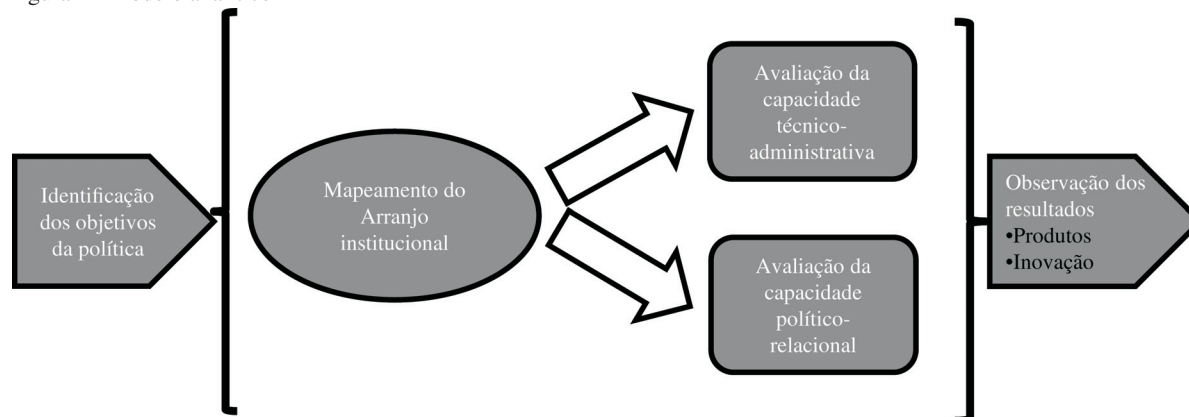 Identificação
dos objetivos
da política
Mapeamento do
Arranjo
institucional
Avaliação da
capacidade
técnico-
administrativa
Avaliação da
capacidade
político-
relacional
Observação dos
resultados
•Produtos
•Inovação